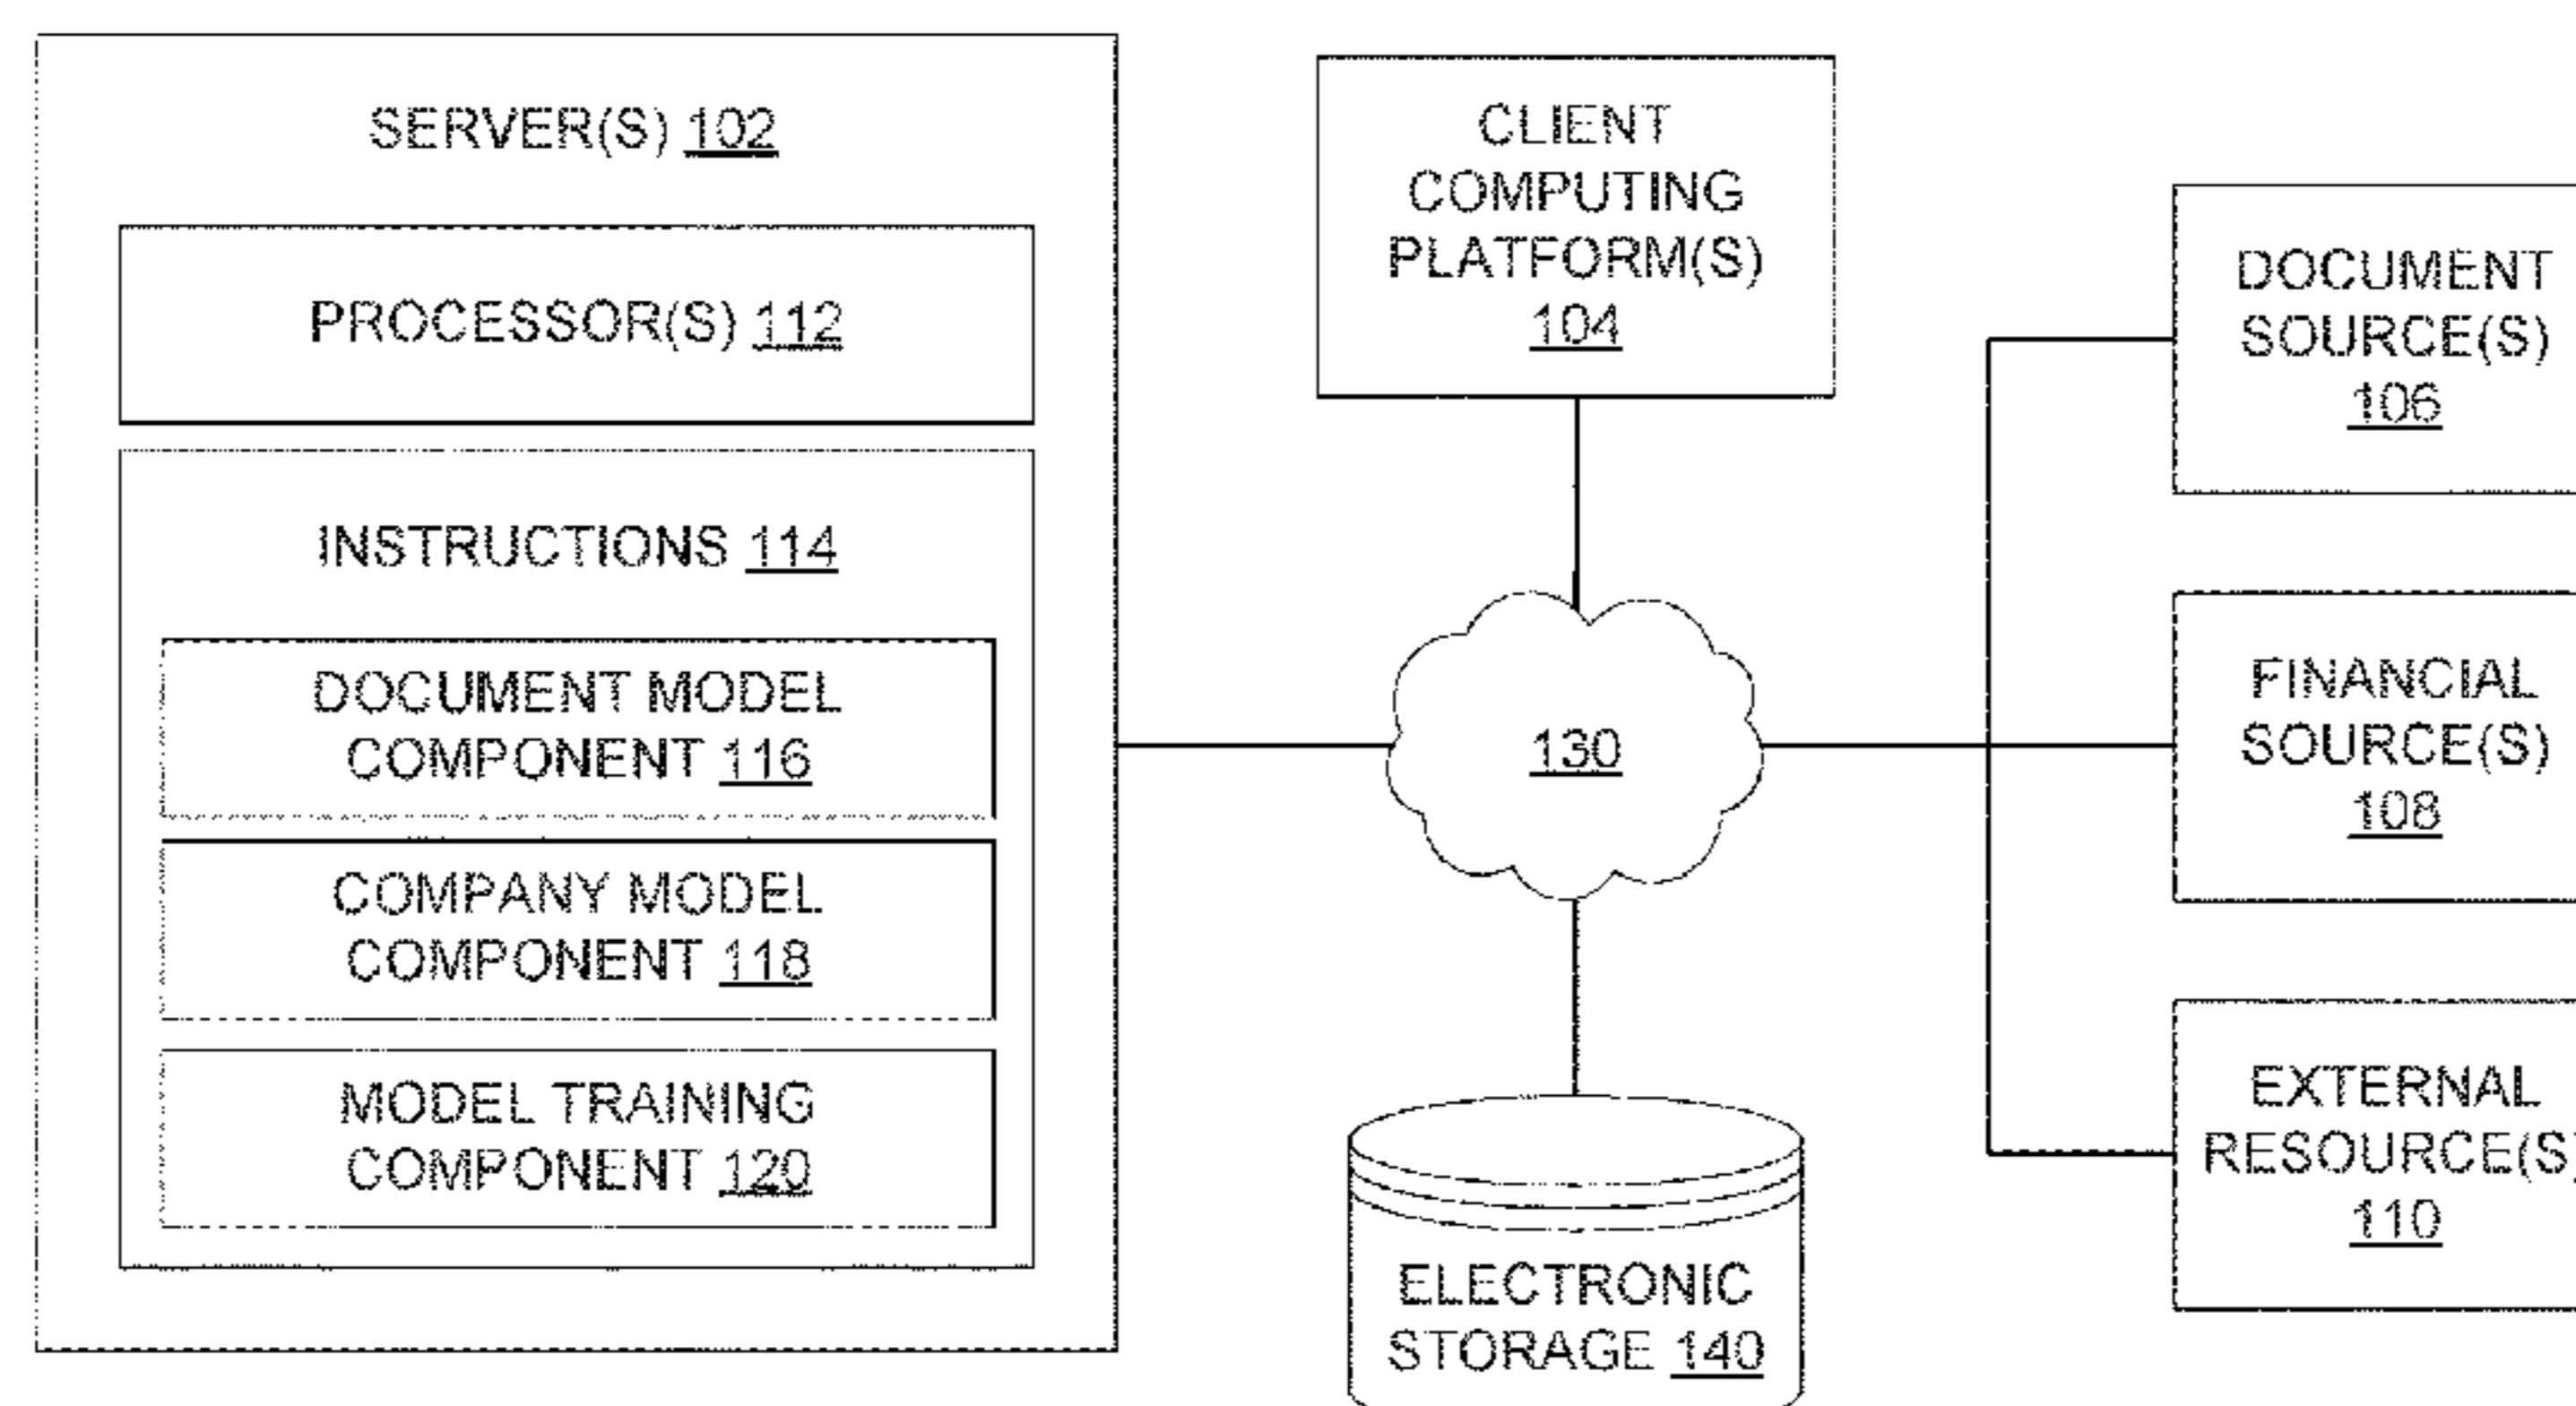 SERVER(S) 102
PROCESSOR(S) 112
INSTRUCTIONS 114
DOCUMENT MODEL
COMPONENT 116
COMPANY MODEL
COMPONENT 118
MODEL TRAINING
COMPONENT 120
CLIENT
COMPUTING
PLATFORM(S)
104
130
ELECTRONIC
STORAGE 140
DOCUMENT
SOURCE(S)
106
FINANCIAL
SOURCE(S)
108
EXTERNAL
RESOURCE(S)
110